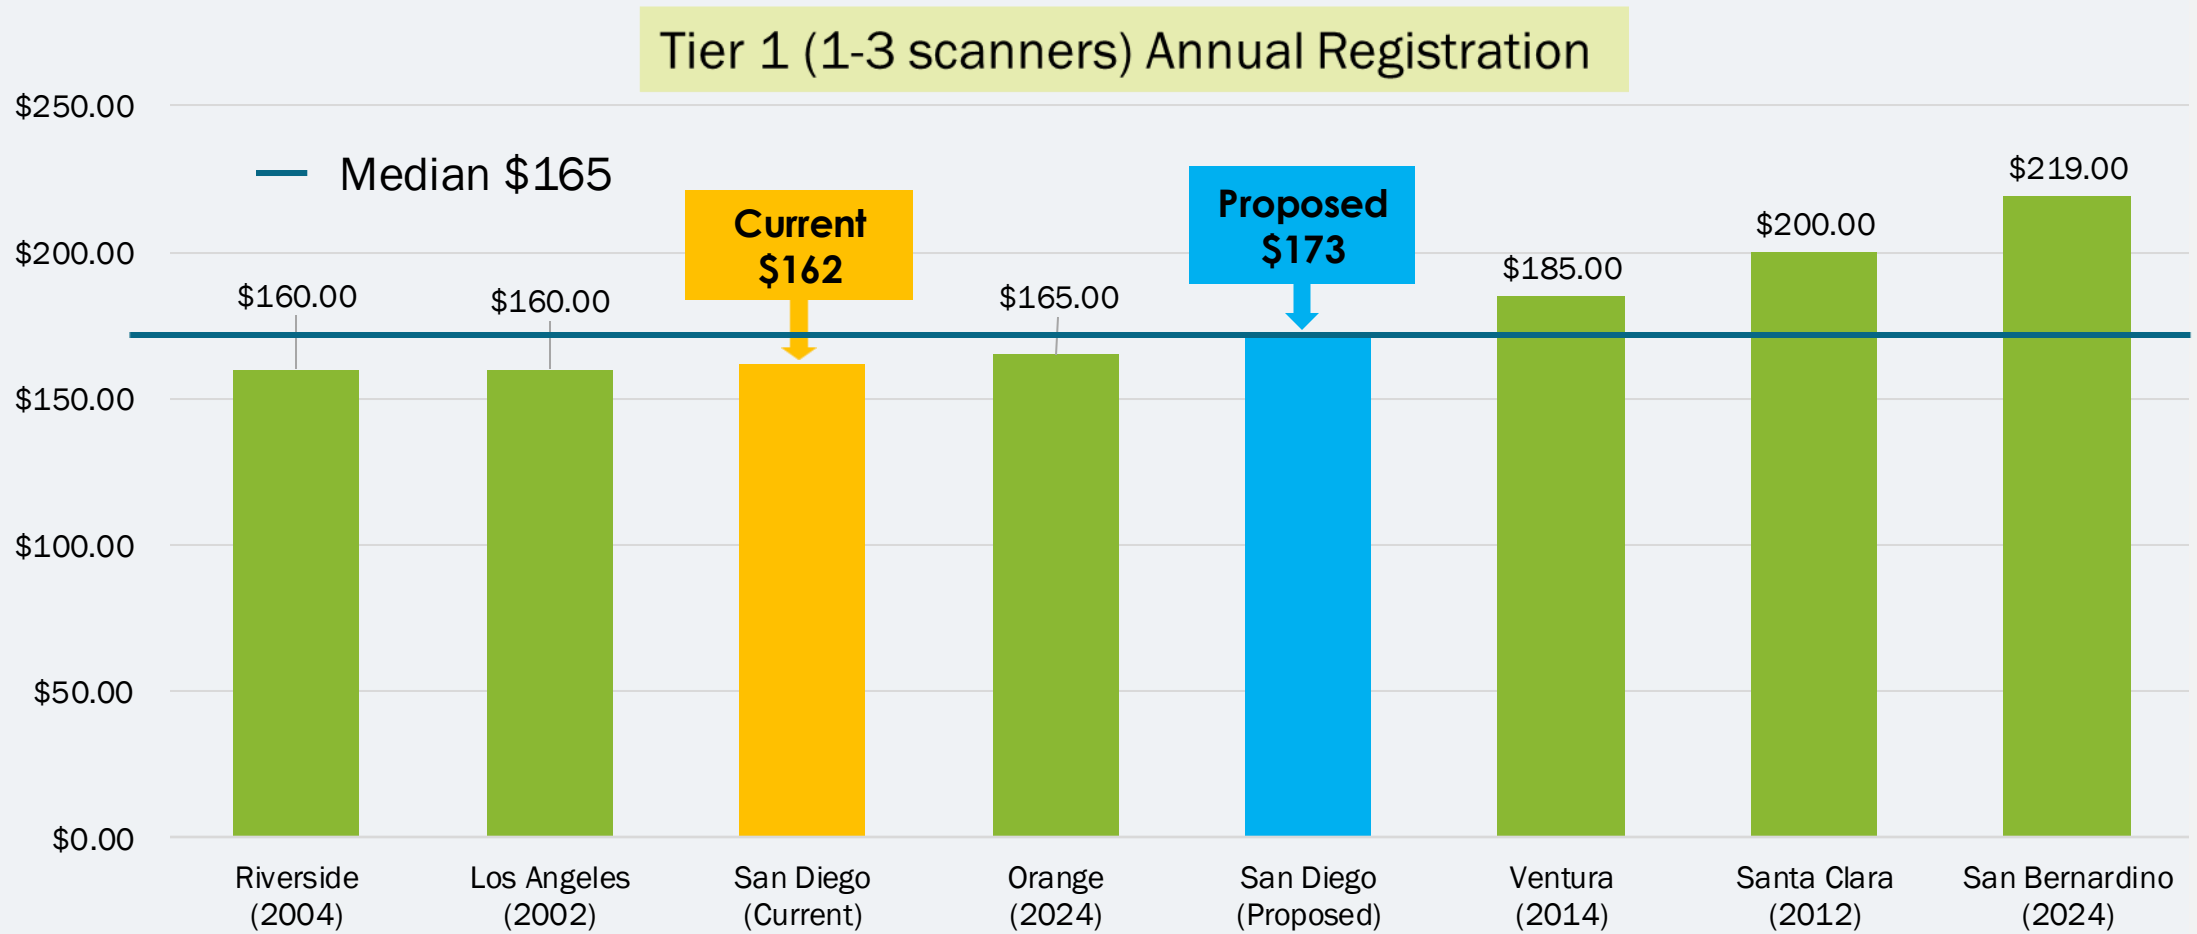 Tier 1 (1-3 scanners) Annual Registration
$250.00
$200.00
$150.00
$100.00
$50.00
$0.00
Median $165
$160.00
$160.00
Current
$162
$165.00
Proposed
$173
$185.00
$200.00
$219.00
Riverside
(2004)
Los Angeles
(2002)
San Diego
(Current)
Orange
(2024)
San Diego
(Proposed)
Ventura
(2014)
Santa Clara
(2012)
San Bernardino
(2024)